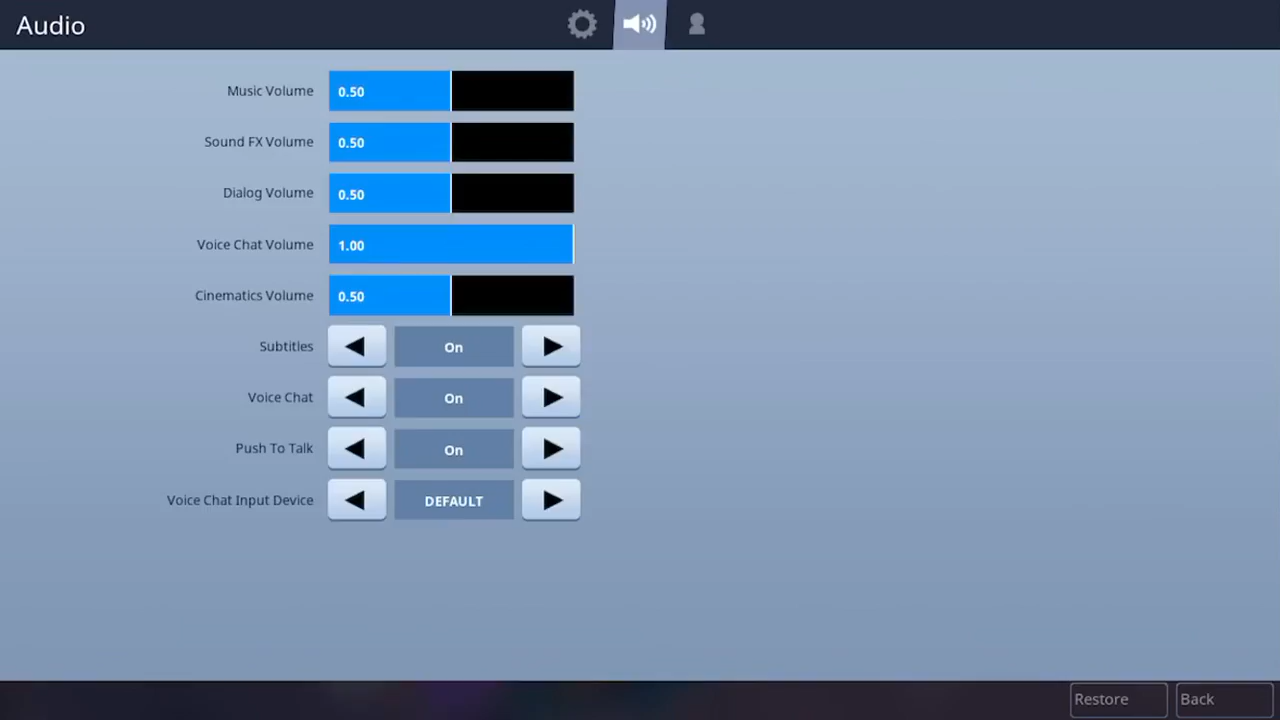 Audio
Music Volume 0.50
Sound FX Volume 0.50
Dialog Volume 0.50
Voice Chat Volume 1.00
Cinematics Volume 0.50
Subtitles On
Voice Chat On
Push To Talk On
Voice Chat Input Device DEFAULT
Restore Back